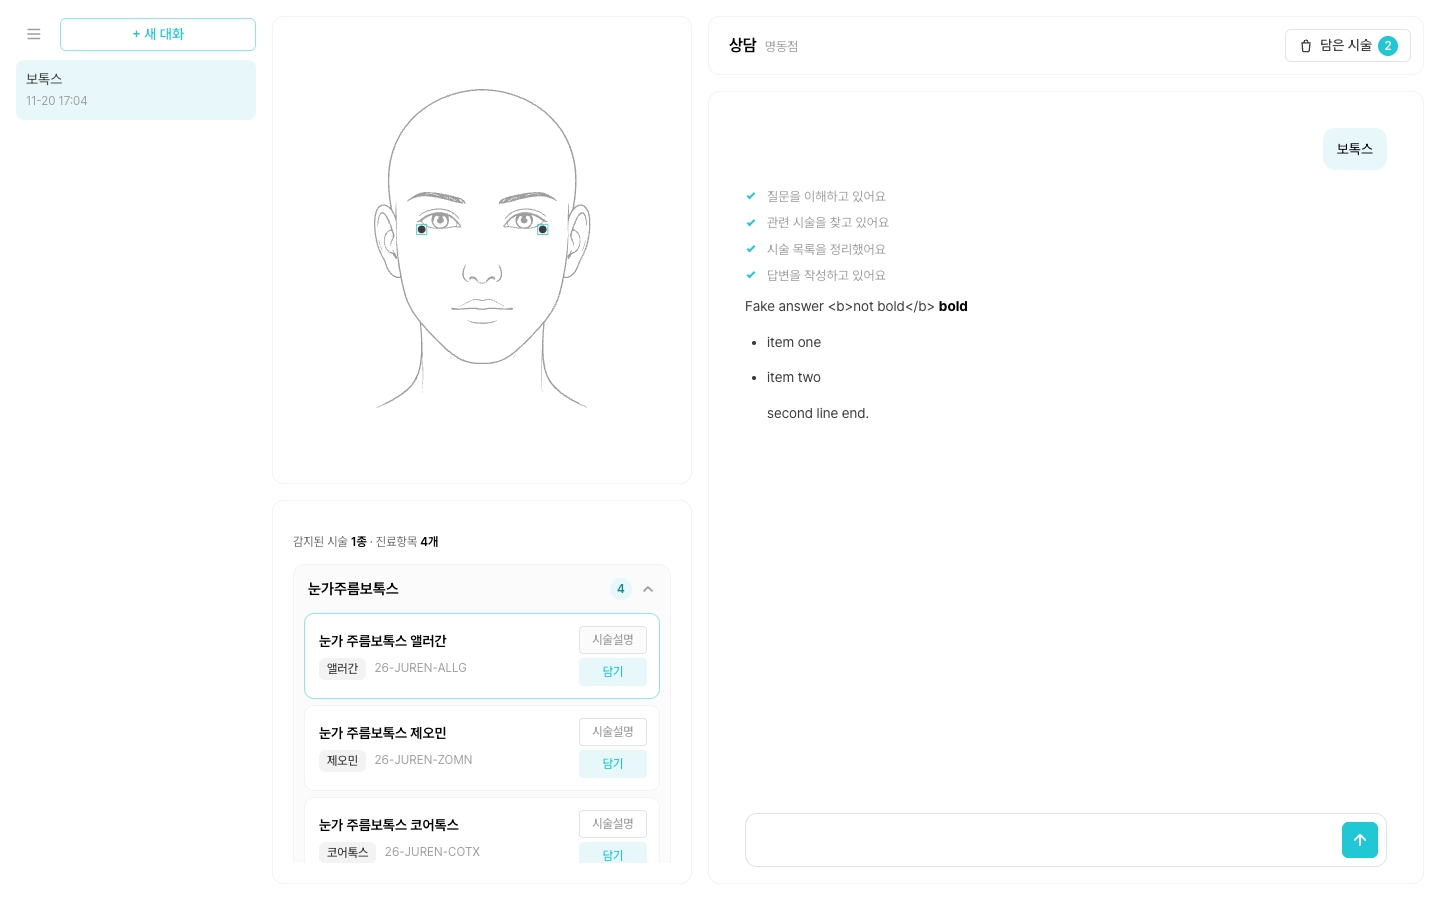 + 새 대화
보톡스
11-20 17:04
감지된 시술 1종 · 진료항목 4개
눈가주름보톡스 4
눈가 주름보톡스 앨러간
앨러간 26-JUREN-ALLG
시술설명
담기
눈가 주름보톡스 제오민
제오민 26-JUREN-ZOMN
시술설명
담기
눈가 주름보톡스 코어톡스
코어톡스 26-JUREN-COTX
시술설명
담기
상담 명동점
담은 시술 2
보톡스
질문을 이해하고 있어요
관련 시술을 찾고 있어요
시술 목록을 정리했어요
답변을 작성하고 있어요
Fake answer <b>not bold</b> bold
• item one
• item two
second line end.